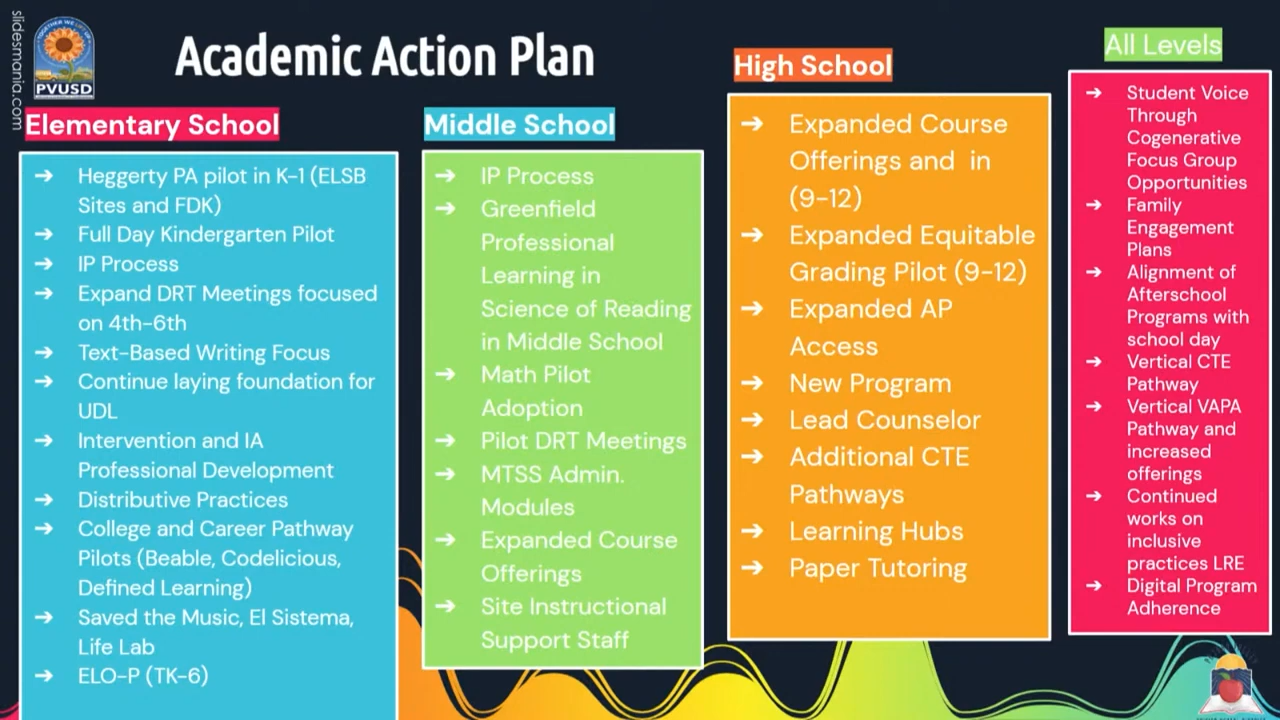 slidesmania.com
TOGETHER WE LIFT UP
PVUSD
Academic Action Plan
Elementary School
➔ Heggerty PA pilot in K-1 (ELSB
Sites and FDK)
➔ Full Day Kindergarten Pilot
➔ IP Process
➔ Expand DRT Meetings focused
on 4th-6th
➔ Text-Based Writing Focus
➔ Continue laying foundation for
UDL
➔ Intervention and IA
Professional Development
➔ Distributive Practices
➔ College and Career Pathway
Pilots (Beable, Codelicious,
Defined Learning)
➔ Saved the Music, El Sistema,
Life Lab
➔ ELO-P (TK-6)
Middle School
➔ IP Process
➔ Greenfield
Professional
Learning in
Science of Reading
in Middle School
➔ Math Pilot
Adoption
➔ Pilot DRT Meetings
➔ MTSS Admin.
Modules
➔ Expanded Course
Offerings
➔ Site Instructional
Support Staff
High School
➔ Expanded Course
Offerings and in
(9-12)
➔ Expanded Equitable
Grading Pilot (9-12)
➔ Expanded AP
Access
➔ New Program
➔ Lead Counselor
➔ Additional CTE
Pathways
➔ Learning Hubs
➔ Paper Tutoring
All Levels
➔ Student Voice
Through
Cogenerative
Focus Group
Opportunities
➔ Family
Engagement
Plans
➔ Alignment of
Afterschool
Programs with
school day
➔ Vertical CTE
Pathway
➔ Vertical VAPA
Pathway and
increased
offerings
➔ Continued
works on
inclusive
practices LRE
➔ Digital Program
Adherence